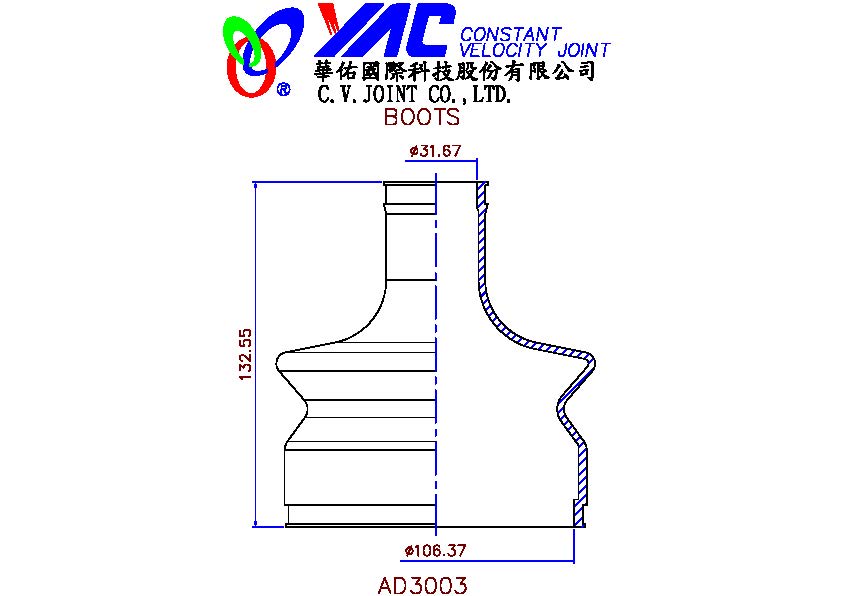 YAC CONSTANT
VELOCITY JOINT
®
華佑國際科技股份有限公司
C.V.JOINT CO.,LTD.
BOOTS
ø31.67
132.55
ø106.37
AD3003